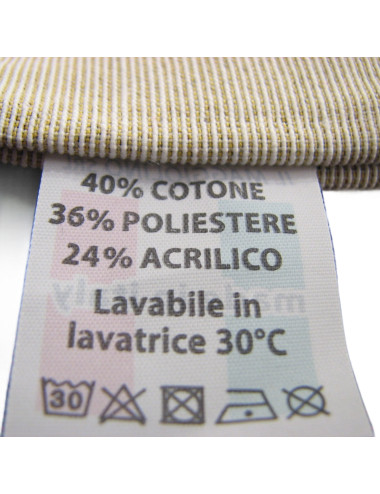 40% COTONE
36% POLIESTERE
24% ACRILICO
Lavabile in
lavatrice 30°C
30